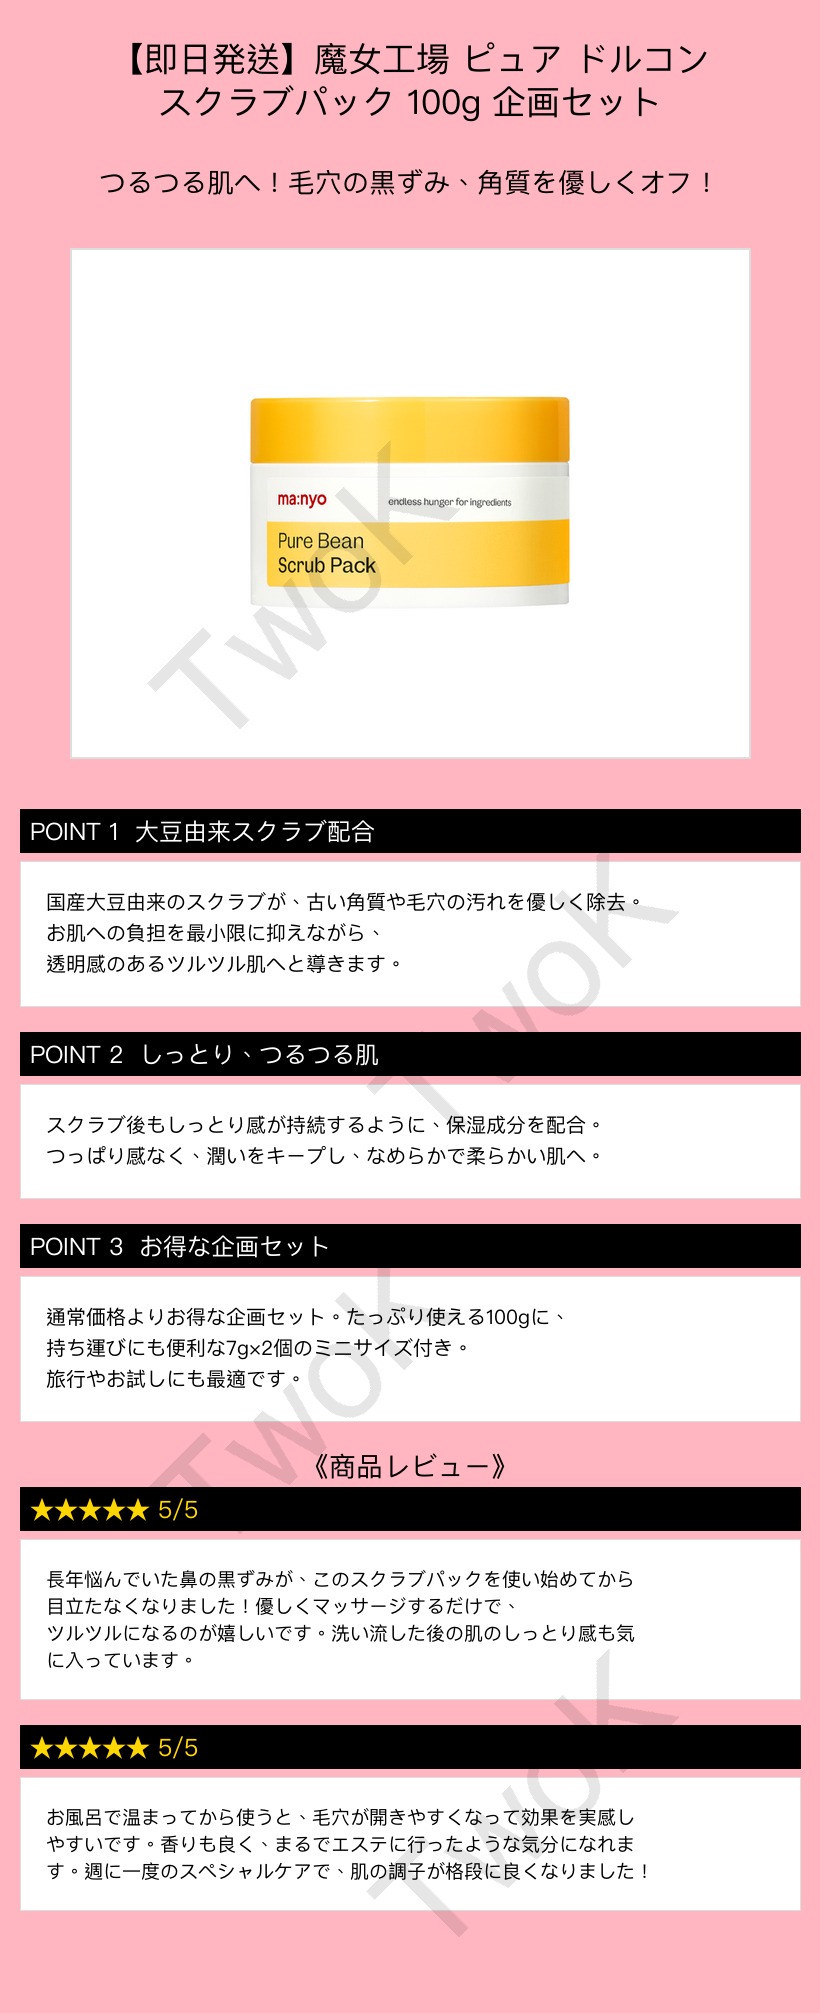 【即日発送】魔女工場 ピュア ドルコン
スクラブパック 100g 企画セット
つるつる肌へ！毛穴の黒ずみ、角質を優しくオフ！
ma:nyo
endless hunger for ingredients
Pure Bean
Scrub Pack
TwoK
POINT 1 大豆由来スクラブ配合
国産大豆由来のスクラブが、古い角質や毛穴の汚れを優しく除去。
お肌への負担を最小限に抑えながら、
透明感のあるツルツル肌へと導きます。
TwoK
POINT 2 しっとり、つるつる肌
スクラブ後もしっとり感が持続するように、保湿成分を配合。
つっぱり感なく、潤いをキープし、なめらかで柔らかい肌へ。
POINT 3 お得な企画セット
通常価格よりお得な企画セット。たっぷり使える100gに、
持ち運びにも便利な7g×2個のミニサイズ付き。
旅行やお試しにも最適です。
TwoK
《商品レビュー》
★★★★★ 5/5
長年悩んでいた鼻の黒ずみが、このスクラブパックを使い始めてから
目立たなくなりました！優しくマッサージするだけで、
ツルツルになるのが嬉しいです。洗い流した後の肌のしっとり感も気
に入っています。
★★★★★ 5/5
お風呂で温まってから使うと、毛穴が開きやすくなって効果を実感し
やすいです。香りも良く、まるでエステに行ったような気分になれま
す。週に一度のスペシャルケアで、肌の調子が格段に良くなりました！
TwoK